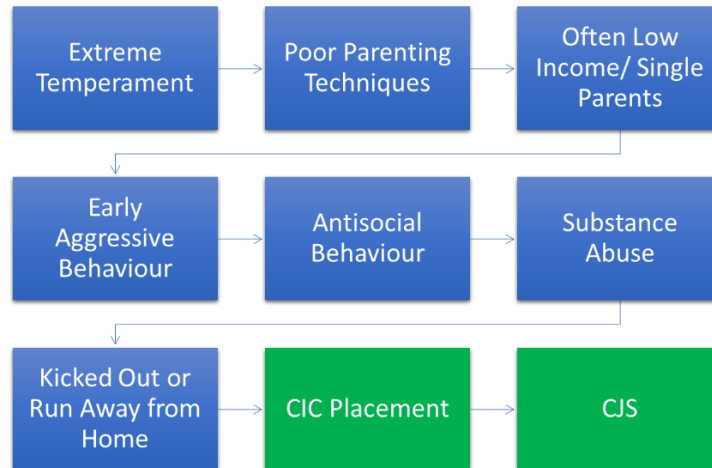 Extreme
Temperament
Poor Parenting
Techniques
Often Low
Income/ Single
Parents
Early
Aggressive
Behaviour
Antisocial
Behaviour
Substance
Abuse
Kicked Out or
Run Away from
Home
CIC Placement
CJS